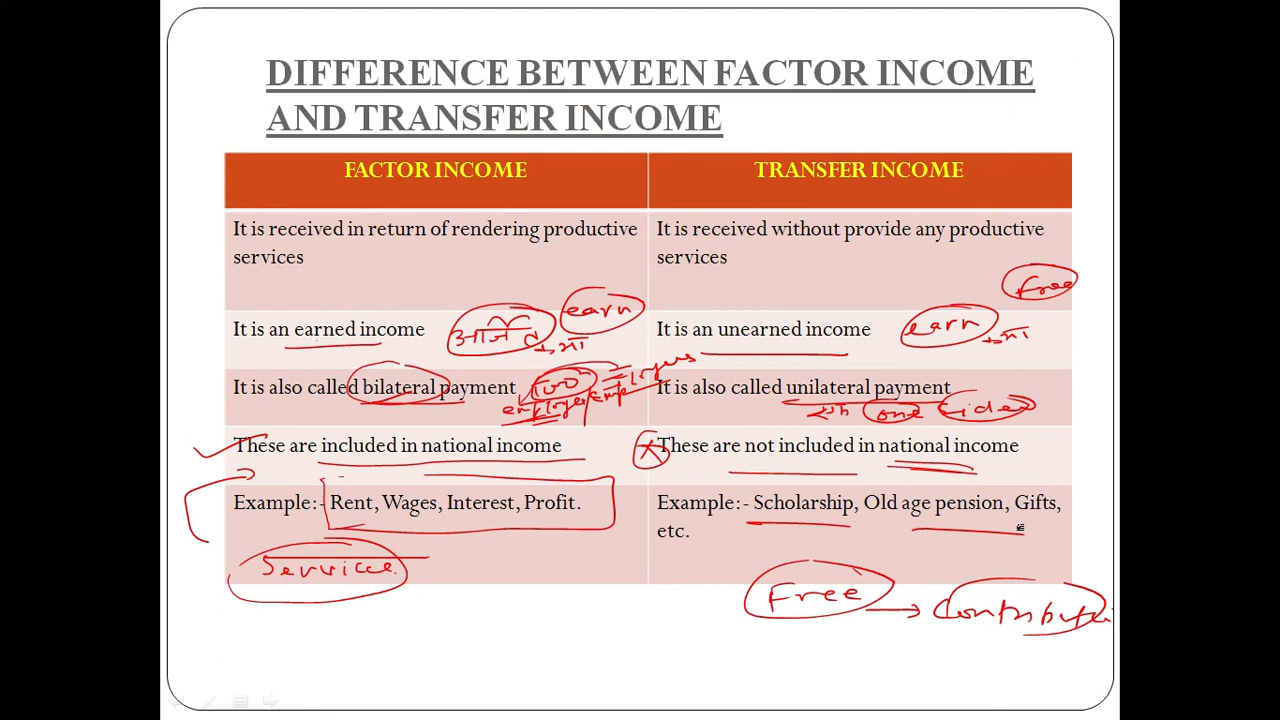 DIFFERENCE BETWEEN FACTOR INCOME
AND TRANSFER INCOME
FACTOR INCOME
TRANSFER INCOME
It is received in return of rendering productive
services
It is received without provide any productive
services
free
It is an earned income
earn
It is an unearned income
earn
It is also called bilateral payment
employer
It is also called unilateral payment
one sided
These are included in national income
These are not included in national income
Example:- Rent, Wages, Interest, Profit.
Example:- Scholarship, Old age pension, Gifts,
etc.
Services
Free